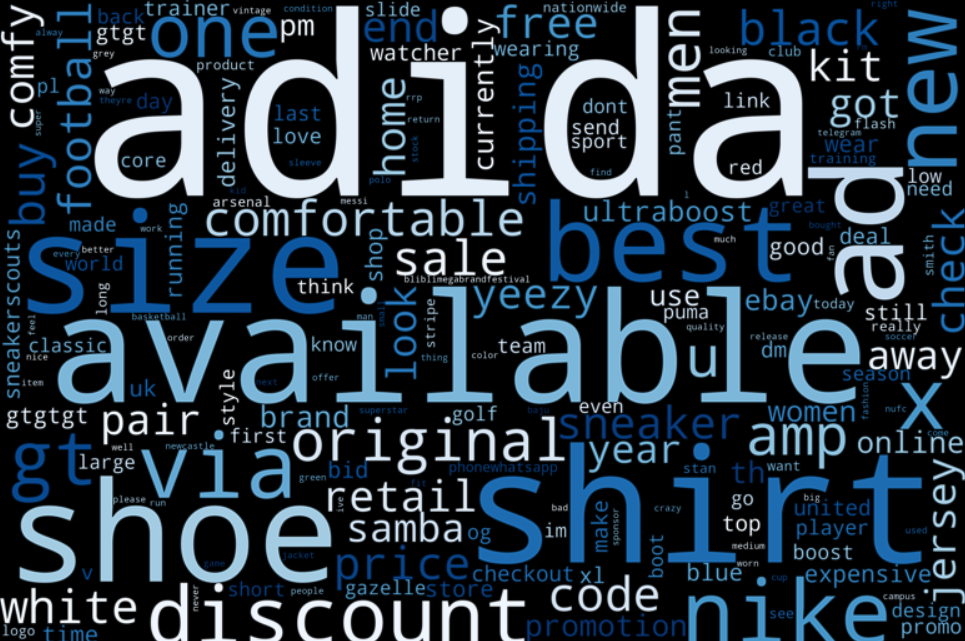 adida
one
pm
trainer
vintage
condition
slide
end
free
nationwide
right
back
alway
gtgt
grey
product
watcher
wearing
black
comfy
pl
football
way
theyre
day
super
delivery
last
love
home
rrp
return
stock
currently
shipping
dont
send
sport
find
pant
men
looking
club
link
kit
got
flash
telegram
wear
training
new
low
need
core
sleeve
kid
polo
red
buy
arsenal
messi
l
made
work
comfortable
ultraboost
great
bought
ad
deal
fan
smith
check
size
every
better
world
running
shop
sale
bliblimegabrandfestival
best
much
good
sneakerscouts
long
think
look
yeezy
use
puma
quality
ebay
today
still
really
soccer
feel
basketball
order
man
small
stripe
classic
nice
available
know
thing
color
team
u
release
dm
away
item
uk
style
next
offer
season
fashion
x
gtgtgt
pair
brand
superstar
golf
baju
even
sneaker
women
nufc
come
gt
well
newcastle
first
original
year
amp
online
large
via
green
bid
phonewhatsapp
fit
stan
th
want
please
run
ive
retail
shirt
bad
go
big
united
used
shoe
samba
og
im
make
sponsor
crazy
top
medium
player
jersey
v
game
jacket
price
checkout
xl
boot
worn
boost
blue
cup
expensive
short
people
gazelle
store
white
never
discount
code
nike
see
campus
design
logo
time
promotion
promo